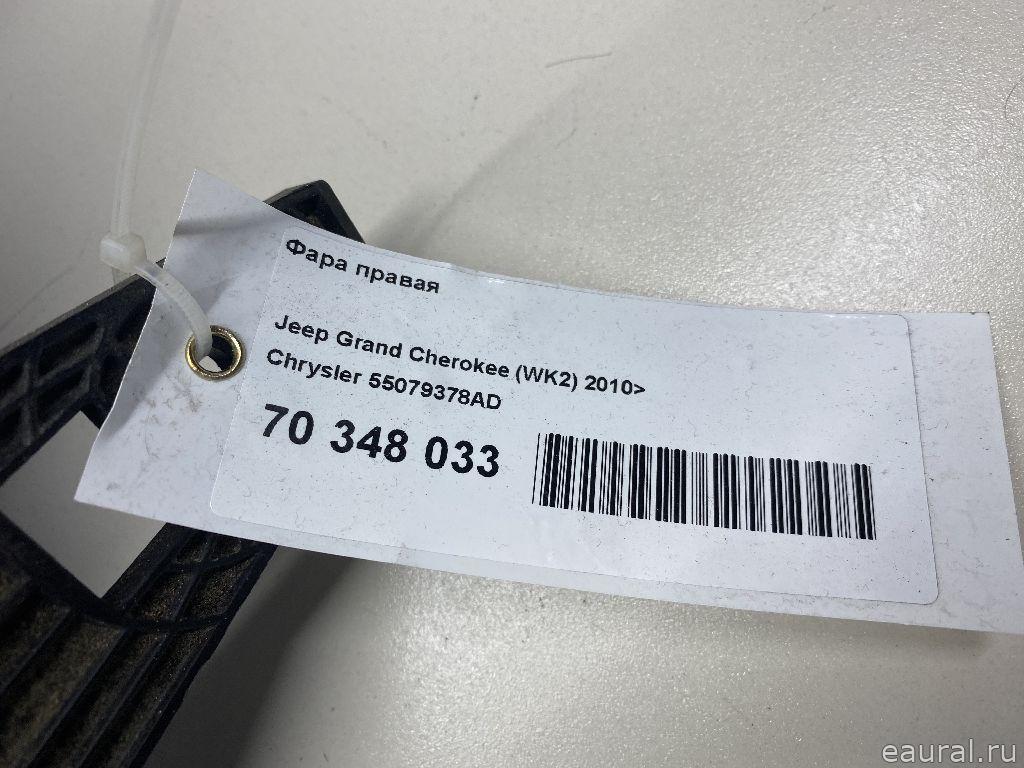 Фара правая
Jeep Grand Cherokee (WK2) 2010>
Chrysler 55079378AD
70 348 033
eaural.ru